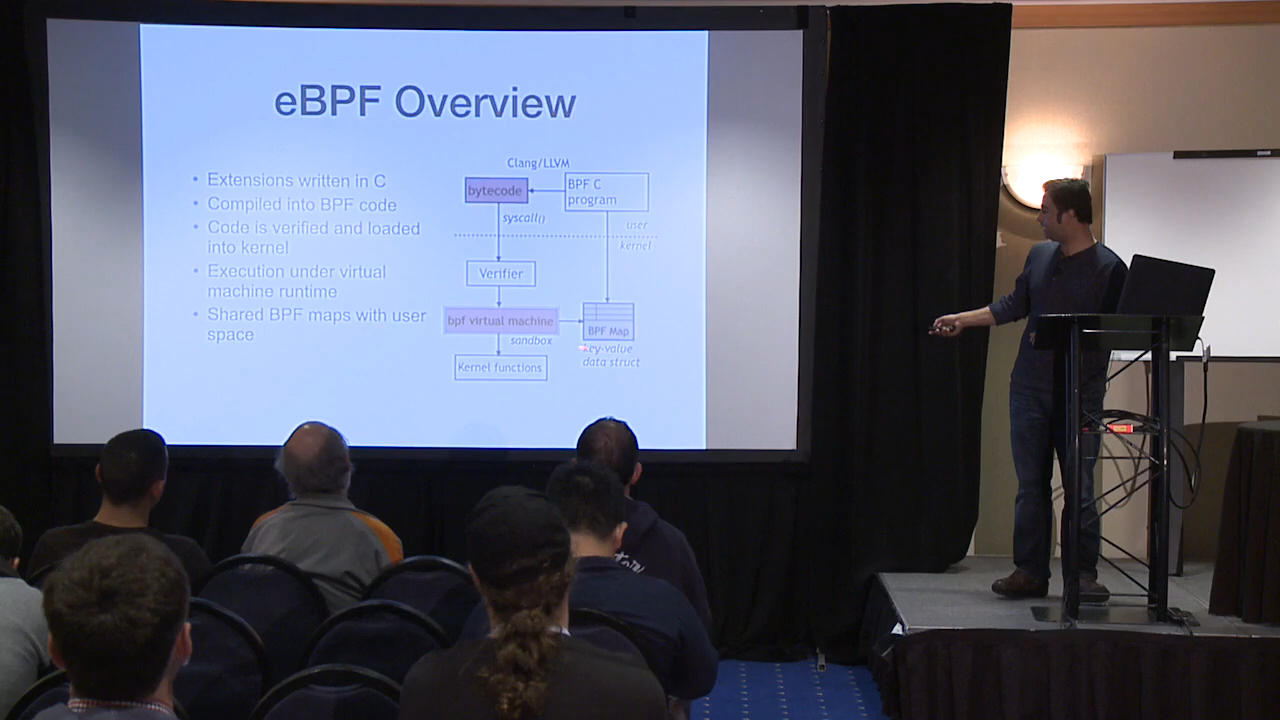 eBPF Overview
• Extensions written in C
• Compiled into BPF code
• Code is verified and loaded
into kernel
• Execution under virtual
machine runtime
• Shared BPF maps with user
space
Clang/LLVM
bytecode
BPF C
program
syscall()
user
kernel
Verifier
bpf virtual machine
sandbox
BPF Map
key-value
data struct
Kernel functions